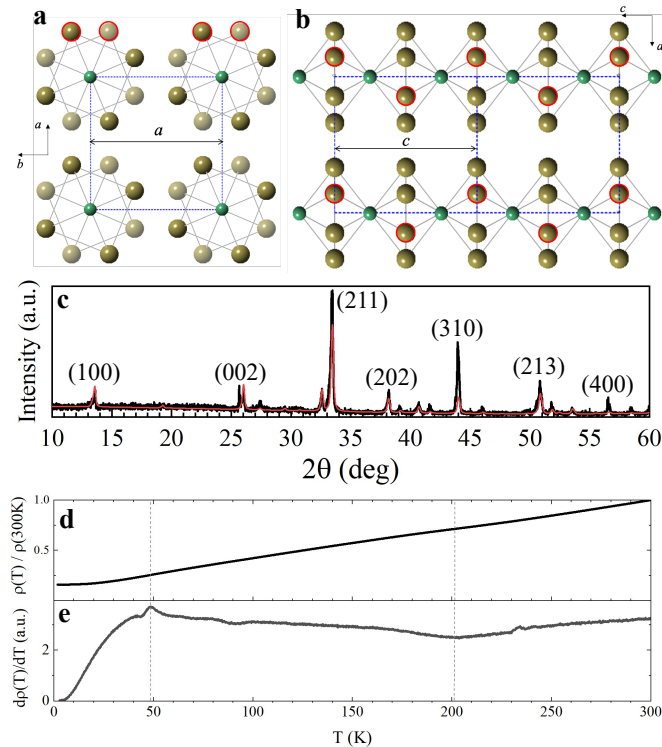 a
a
a
b
b
c
a
c
c
Intensity (a.u.)
(100)
(002)
(211)
(202)
(310)
(213)
(400)
10 15 20 25 30 35 40 45 50 55 60
2θ (deg)
d
ρ(T) / ρ(300K)
1.0
0.5
e
dρ(T)/dT (a.u.)
2
0
0 50 100 150 200 250 300
T (K)